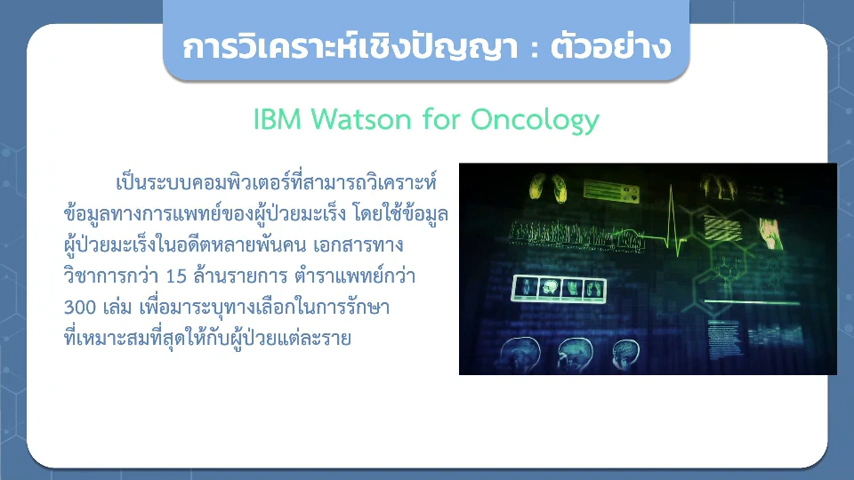 การวิเคราะห์เชิงปัญญา : ตัวอย่าง
IBM Watson for Oncology
เป็นระบบคอมพิวเตอร์ที่สามารถวิเคราะห์
ข้อมูลทางการแพทย์ของผู้ป่วยมะเร็ง โดยใช้ข้อมูล
ผู้ป่วยมะเร็งในอดีตหลายพันคน เอกสารทาง
วิชาการกว่า 15 ล้านรายการ ตำราแพทย์กว่า
300 เล่ม เพื่อมาระบุทางเลือกในการรักษา
ที่เหมาะสมที่สุดให้กับผู้ป่วยแต่ละราย